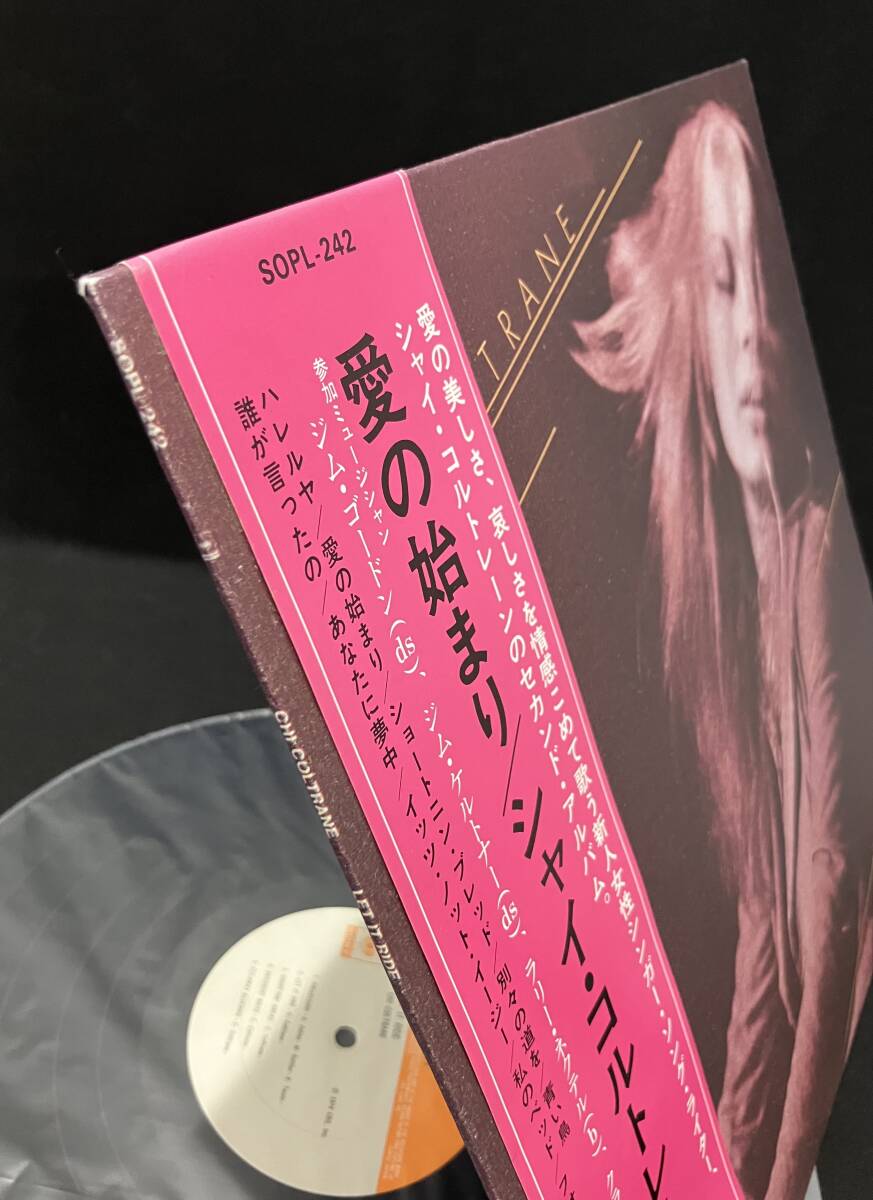 SOPL-242
TRANE
愛の美しさ、哀しさを情感こめて歌う新人女性シンガー・ソング・ライター、
シャイ・コルトレーンのセカンド・アルバム。
愛の始まり/シャイ・コルトレ
参加ミュージシャン
ジム・ゴードン(ds)、ジム・ケルトナー(ds)、ラリー・ネクテル(b)、
ハレルヤ/愛の始まり/ショートニン・ブレッド/別々の道を/青い鳥/フォ
誰が言ったの/あなたに夢中/イッツ・ノット・イージー/私のベッド
SOPL 242
CHI COLTRANE
LET IT RIDE